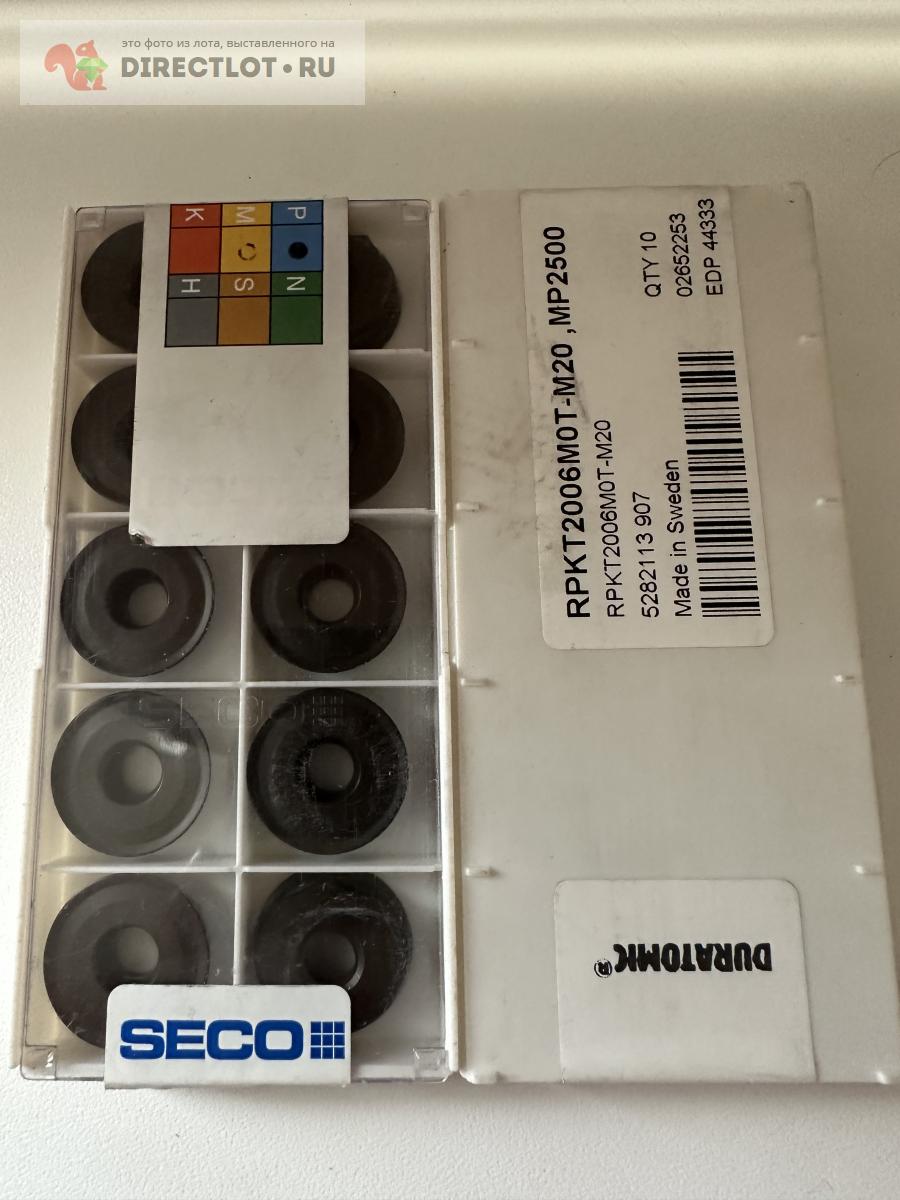 это фото из лота, выставленного на
DIRECTLOT•RU
K M P
H S N
SECO
SECO
RPKT2006M0T-M20 ,MP2500
RPKT2006M0T-M20
5282113 907
Made in Sweden
QTY 10
02652253
EDP 44333
DURATOMIC®